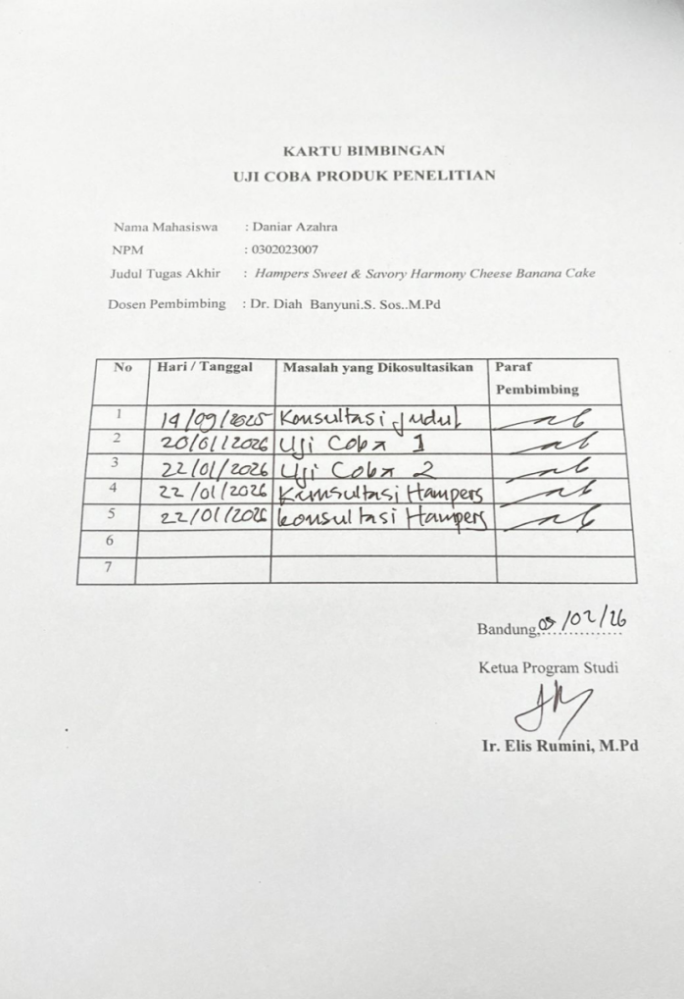 KARTU BIMBINGAN
UJI COBA PRODUK PENELITIAN
Nama Mahasiswa : Daniar Azahra
NPM : 0302023007
Judul Tugas Akhir : Hampers Sweet & Savory Harmony Cheese Banana Cake
Dosen Pembimbing : Dr. Diah Banyuni.S. Sos..M.Pd
No Hari / Tanggal Masalah yang Dikosultasikan Paraf Pembimbing
1 19/09/2025 Konsultasi judul
2 20/01/2026 Uji Coba 1
3 22/01/2026 Uji Coba 2
4 22/01/2026 Kunsultasi Hampers
5 22/01/2026 konsultasi Hampers
6
7
Bandung, 05/02/26
Ketua Program Studi
Ir. Elis Rumini, M.Pd